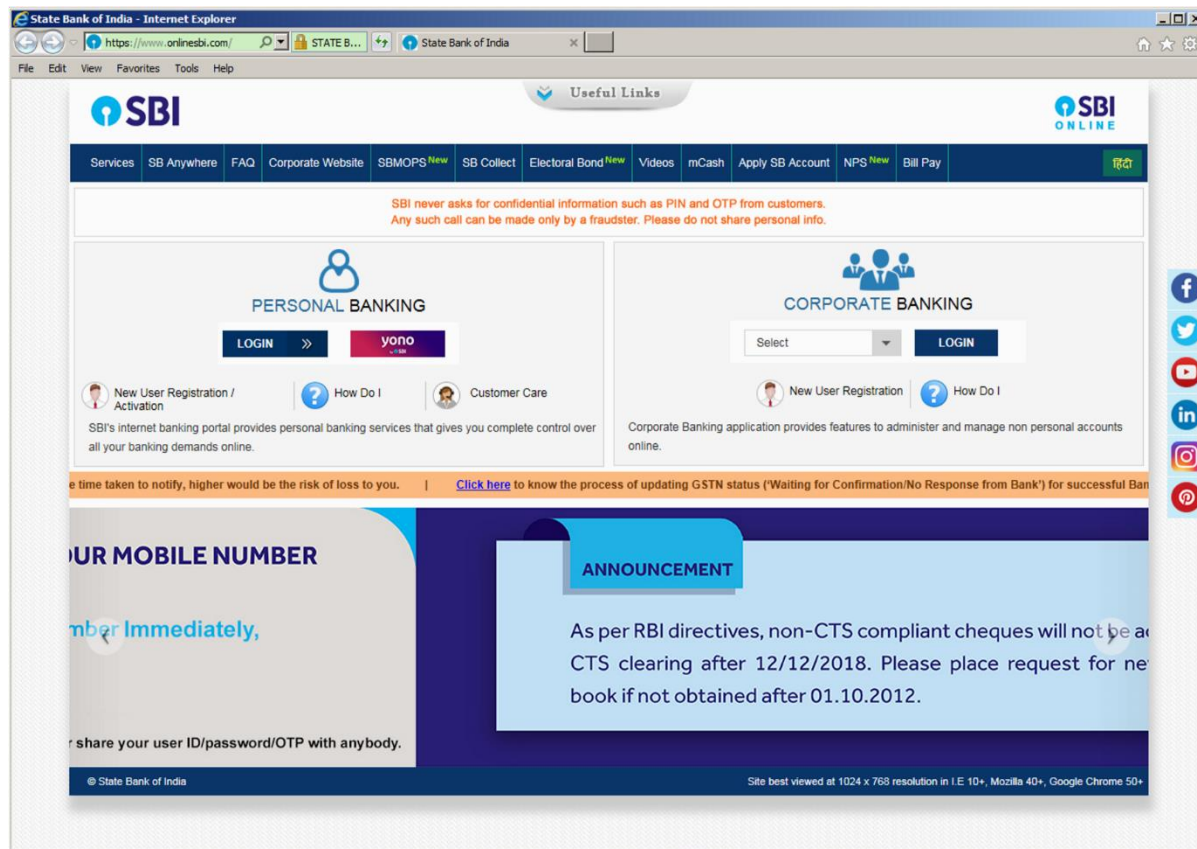 State Bank of India - Internet Explorer
https://www.onlinesbi.com/ STATE B... State Bank of India
File Edit View Favorites Tools Help
SBI
Useful Links
SBI
ONLINE
Services SB Anywhere FAQ Corporate Website SBMOPS New SB Collect Electoral Bond New Videos mCash Apply SB Account NPS New Bill Pay हिंदी
SBI never asks for confidential information such as PIN and OTP from customers.
Any such call can be made only by a fraudster. Please do not share personal info.
PERSONAL BANKING
LOGIN »
yono
SBI
New User Registration /
Activation
How Do I
Customer Care
SBI's internet banking portal provides personal banking services that gives you complete control over
all your banking demands online.
CORPORATE BANKING
Select
LOGIN
New User Registration
How Do I
Corporate Banking application provides features to administer and manage non personal accounts
online.
e time taken to notify, higher would be the risk of loss to you. | Click here to know the process of updating GSTN status ('Waiting for Confirmation/No Response from Bank') for successful Ban
OUR MOBILE NUMBER
mber Immediately,
r share your user ID/password/OTP with anybody.
ANNOUNCEMENT
As per RBI directives, non-CTS compliant cheques will not be ac
CTS clearing after 12/12/2018. Please place request for ne
book if not obtained after 01.10.2012.
© State Bank of India
Site best viewed at 1024 x 768 resolution in I.E 10+, Mozilla 40+, Google Chrome 50+